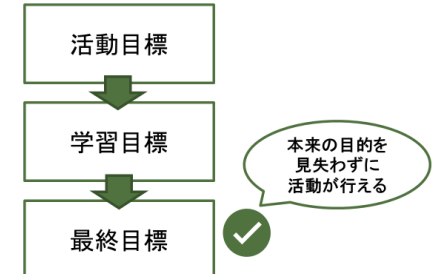 活動目標
学習目標
本来の目的を
見失わずに
活動が行える
最終目標